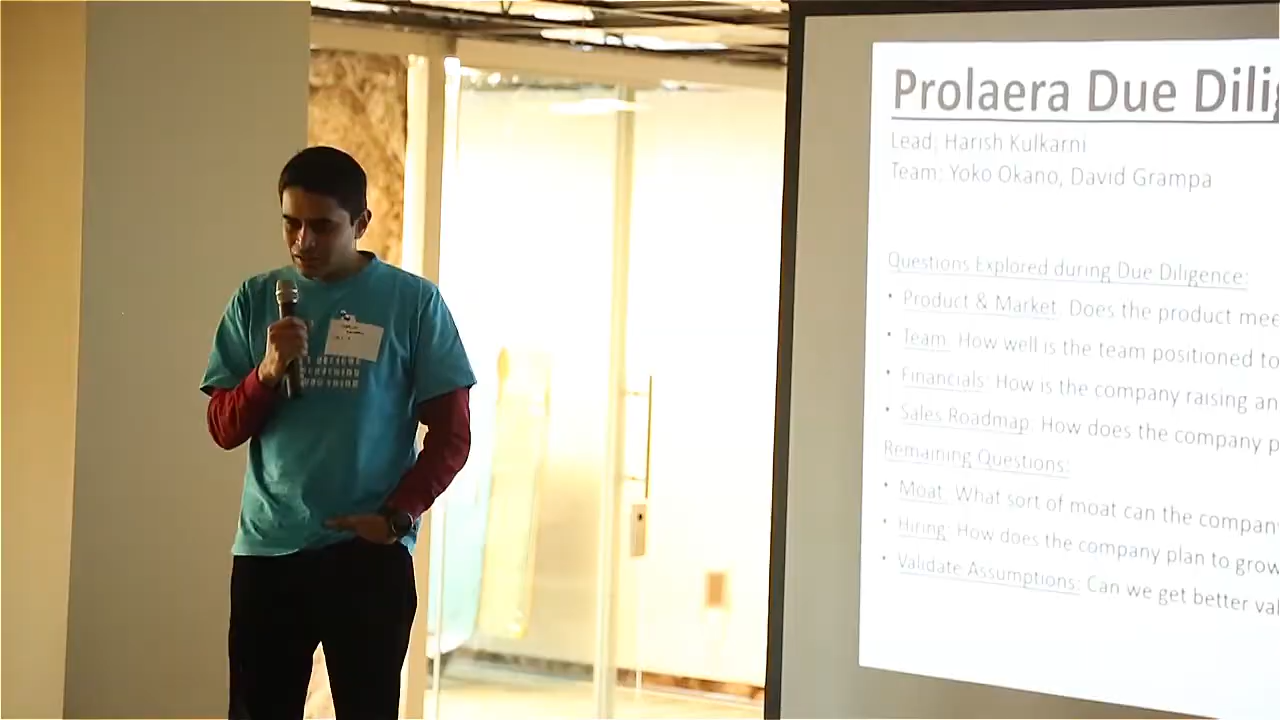 Prolaera Due Dilig
Lead: Harish Kulkarni
Team: Yoko Okano, David Grampa
Questions Explored during Due Diligence:
• Product & Market. Does the product mee
• Team: How well is the team positioned to
• Financials: How is the company raising an
• Sales Roadmap. How does the company p
Remaining Questions:
• Moat. What sort of moat can the company
• Hiring: How does the company plan to grow
• Validate Assumptions: Can we get better val